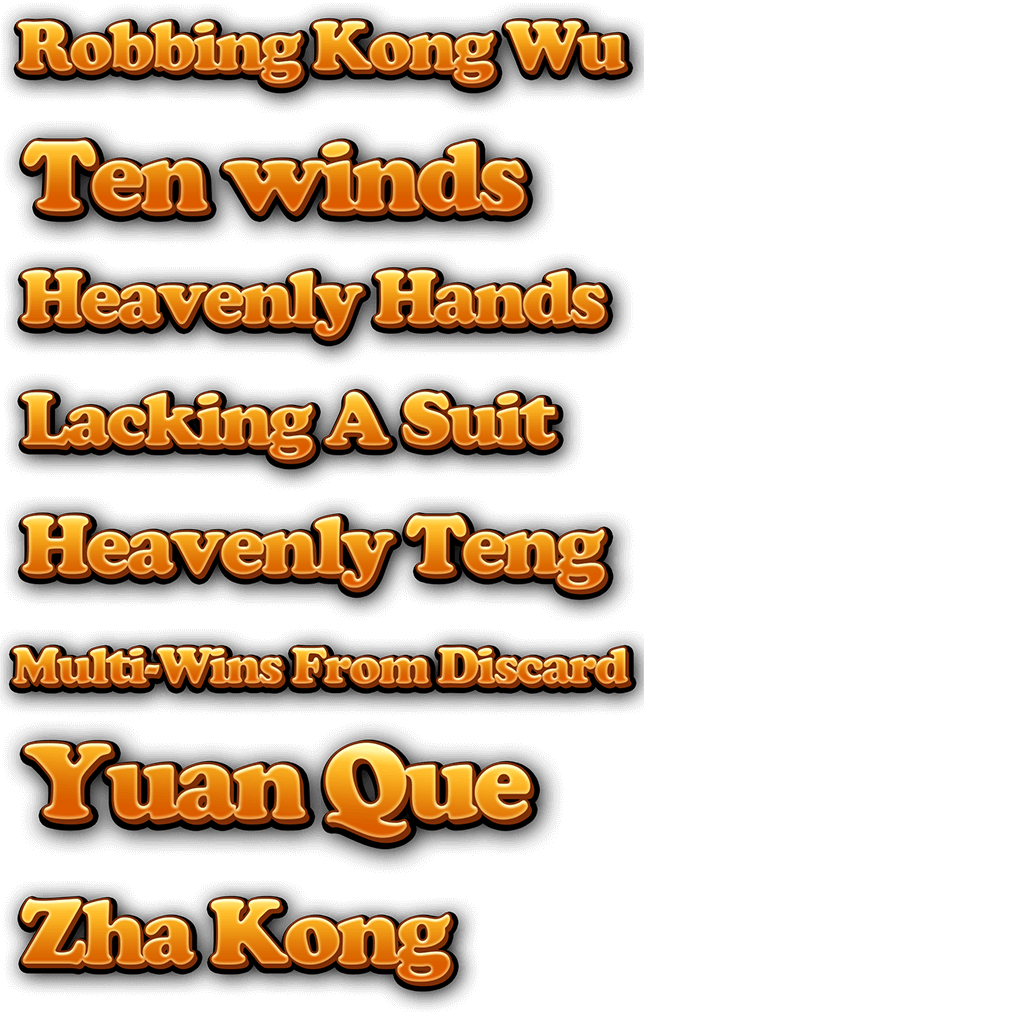 Robbing Kong Wu
Ten winds
Heavenly Hands
Lacking A Suit
Heavenly Teng
Multi-Wins From Discard
Yuan Que
Zha Kong